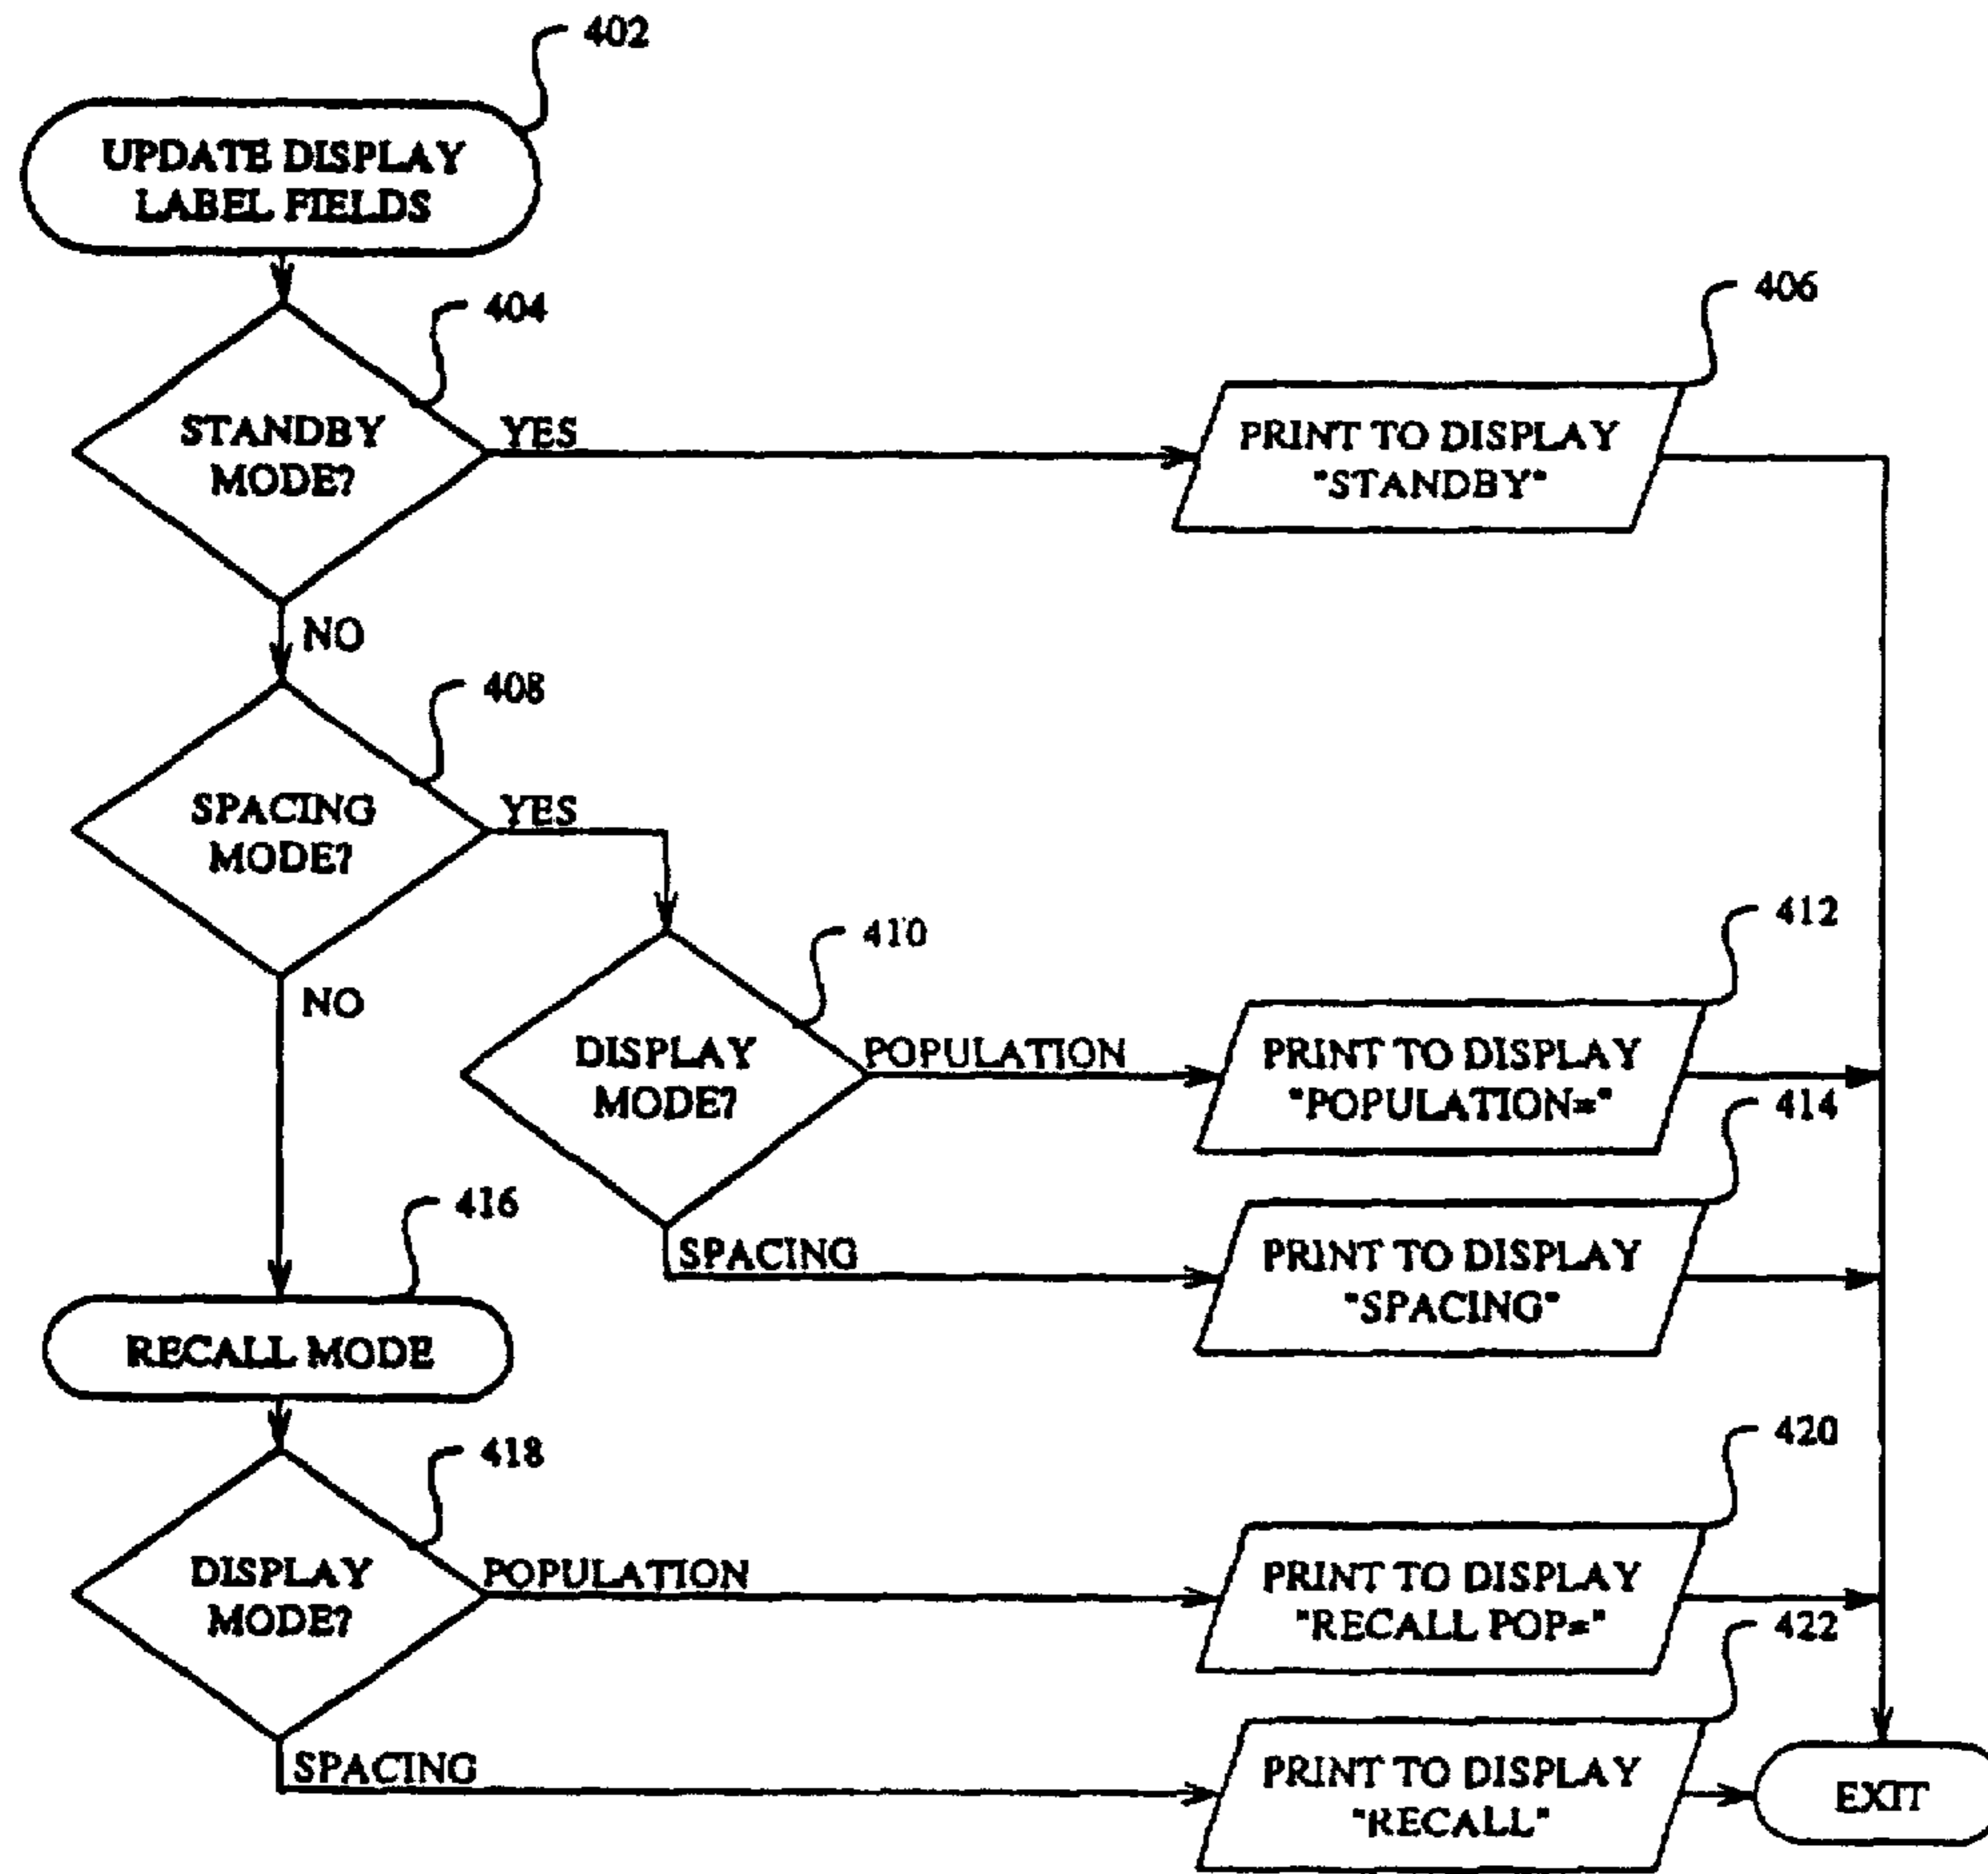 402
UPDATE DISPLAY
LABEL FIELDS
404
STANDBY
MODE?
YES
406
PRINT TO DISPLAY
"STANDBY"
NO
408
SPACING
MODE?
YES
NO
410
DISPLAY
MODE?
POPULATION
412
PRINT TO DISPLAY
"POPULATION="
SPACING
414
PRINT TO DISPLAY
"SPACING"
416
RECALL MODE
418
DISPLAY
MODE?
POPULATION
420
PRINT TO DISPLAY
"RECALL POP="
SPACING
422
PRINT TO DISPLAY
"RECALL"
EXIT